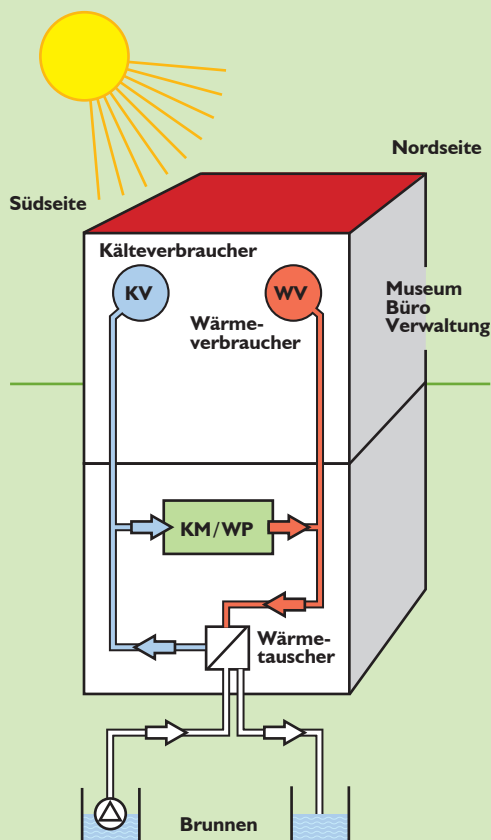 Nordseite
Südseite
Kälteverbraucher
KV
WV
Wärme-
verbraucher
Museum
Büro
Verwaltung
KM/WP
Wärme-
tauscher
Brunnen